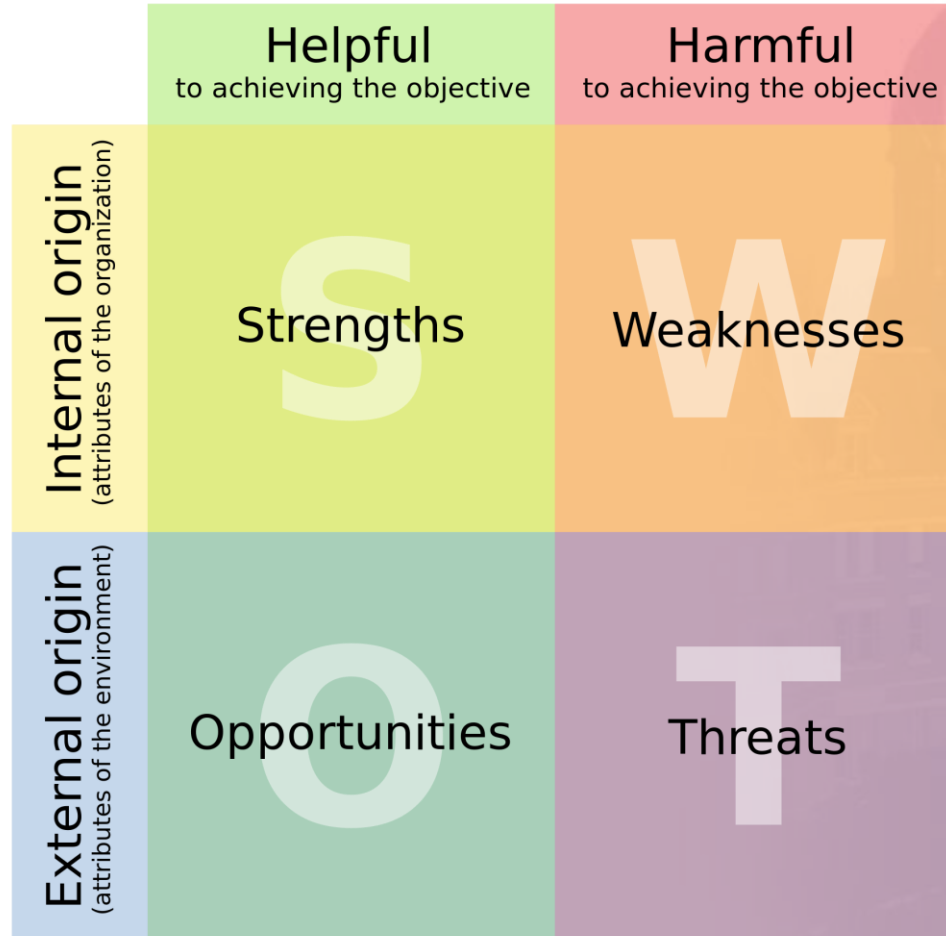 Helpful
to achieving the objective
Harmful
to achieving the objective
Internal origin
(attributes of the organization)
S
Strengths
W
Weaknesses
External origin
(attributes of the environment)
O
Opportunities
T
Threats